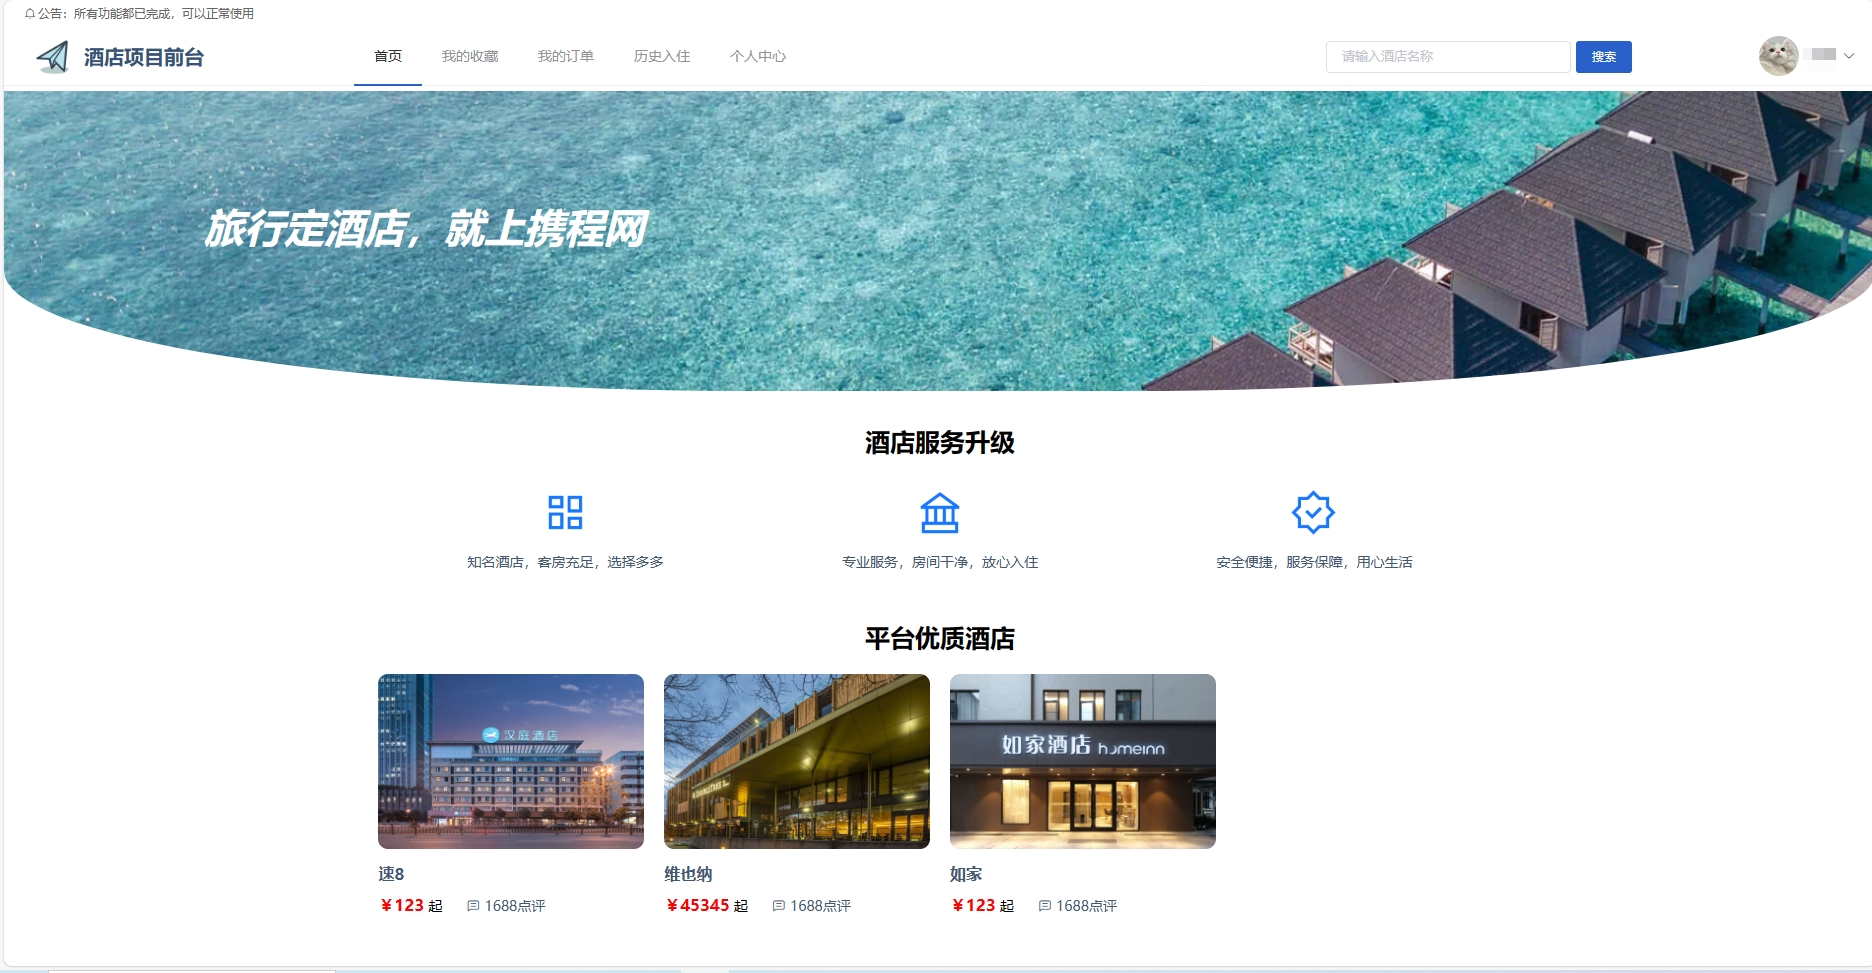 公告：所有功能都已完成，可以正常使用
酒店项目前台
首页 我的收藏 我的订单 历史入住 个人中心
请输入酒店名称 搜索
旅行定酒店，就上携程网
酒店服务升级
知名酒店，客房充足，选择多多
专业服务，房间干净，放心入住
安全便捷，服务保障，用心生活
平台优质酒店
汉庭酒店
DOUBLETREE
如家酒店 homeinn
速8
￥123 起 1688点评
维也纳
￥45345 起 1688点评
如家
￥123 起 1688点评